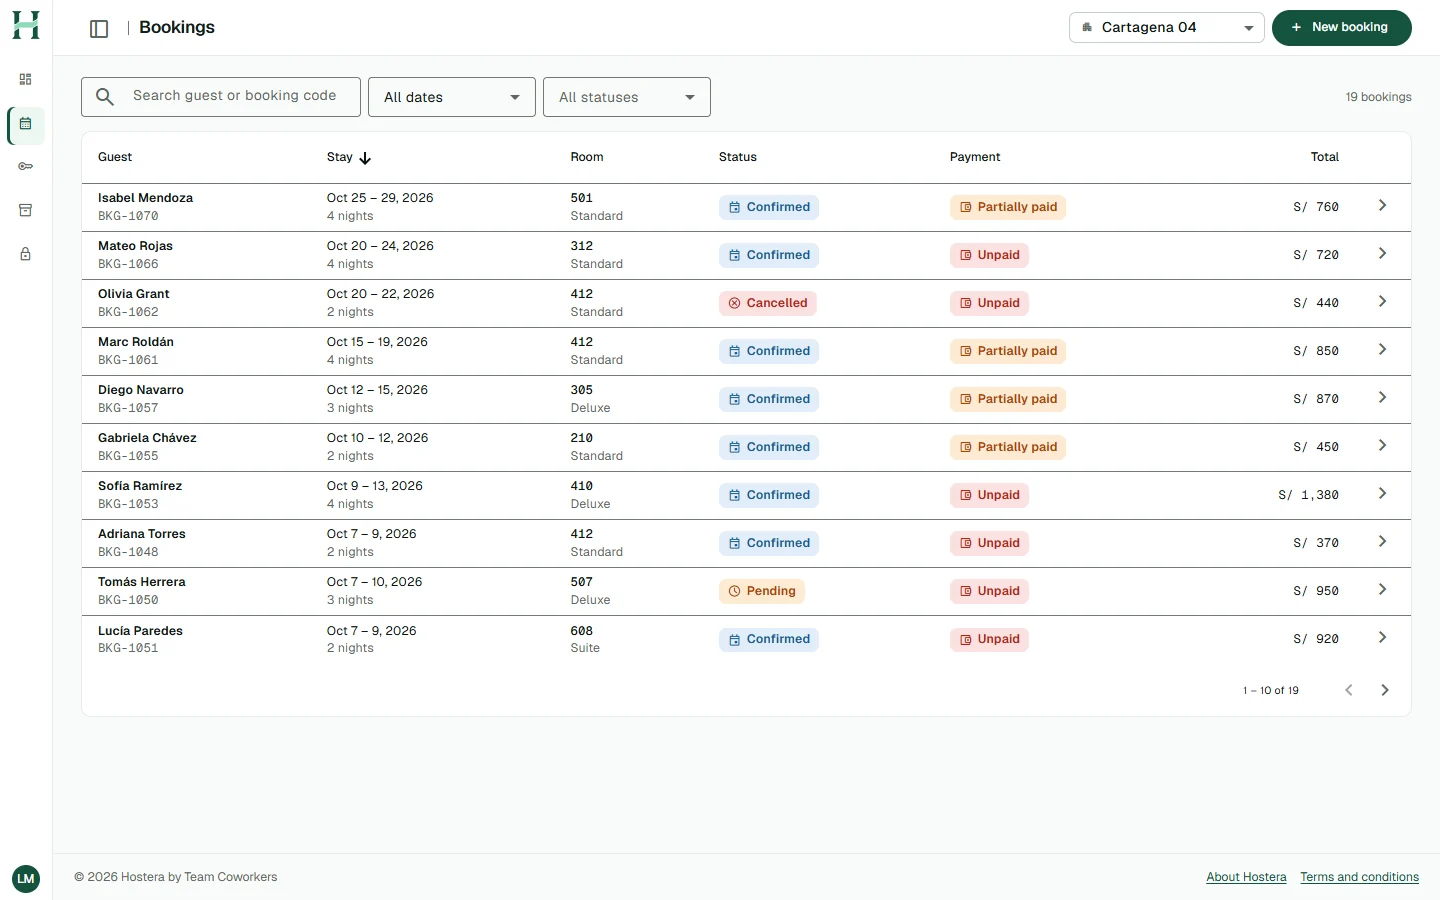 H
Bookings
Cartagena 04
+ New booking
Search guest or booking code
All dates
All statuses
19 bookings
Guest Stay Room Status Payment Total
Isabel Mendoza Oct 25 – 29, 2026 501 Confirmed Partially paid S/ 760
BKG-1070 4 nights Standard
Mateo Rojas Oct 20 – 24, 2026 312 Confirmed Unpaid S/ 720
BKG-1066 4 nights Standard
Olivia Grant Oct 20 – 22, 2026 412 Cancelled Unpaid S/ 440
BKG-1062 2 nights Standard
Marc Roldán Oct 15 – 19, 2026 412 Confirmed Partially paid S/ 850
BKG-1061 4 nights Standard
Diego Navarro Oct 12 – 15, 2026 305 Confirmed Partially paid S/ 870
BKG-1057 3 nights Deluxe
Gabriela Chávez Oct 10 – 12, 2026 210 Confirmed Partially paid S/ 450
BKG-1055 2 nights Standard
Sofía Ramírez Oct 9 – 13, 2026 410 Confirmed Unpaid S/ 1,380
BKG-1053 4 nights Deluxe
Adriana Torres Oct 7 – 9, 2026 412 Confirmed Unpaid S/ 370
BKG-1048 2 nights Standard
Tomás Herrera Oct 7 – 10, 2026 507 Pending Unpaid S/ 950
BKG-1050 3 nights Deluxe
Lucía Paredes Oct 7 – 9, 2026 608 Confirmed Unpaid S/ 920
BKG-1051 2 nights Suite
1 – 10 of 19
LM
© 2026 Hostera by Team Coworkers
About Hostera
Terms and conditions